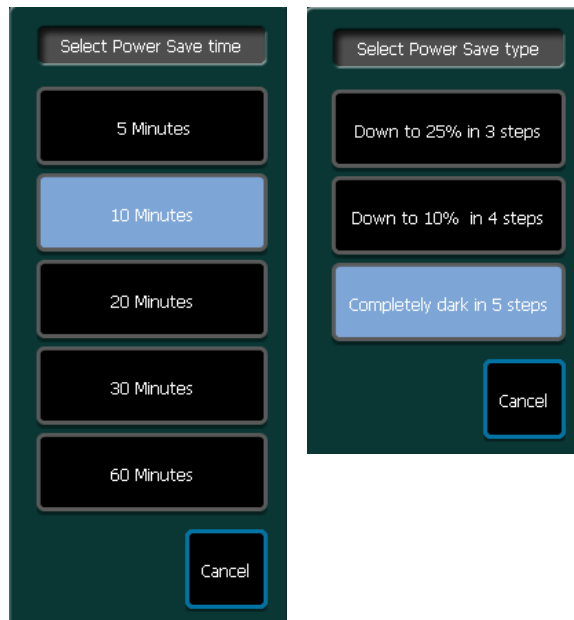 Select Power Save time
5 Minutes
10 Minutes
20 Minutes
30 Minutes
60 Minutes
Cancel
Select Power Save type
Down to 25% in 3 steps
Down to 10%  in 4 steps
Completely dark in 5 steps
Cancel